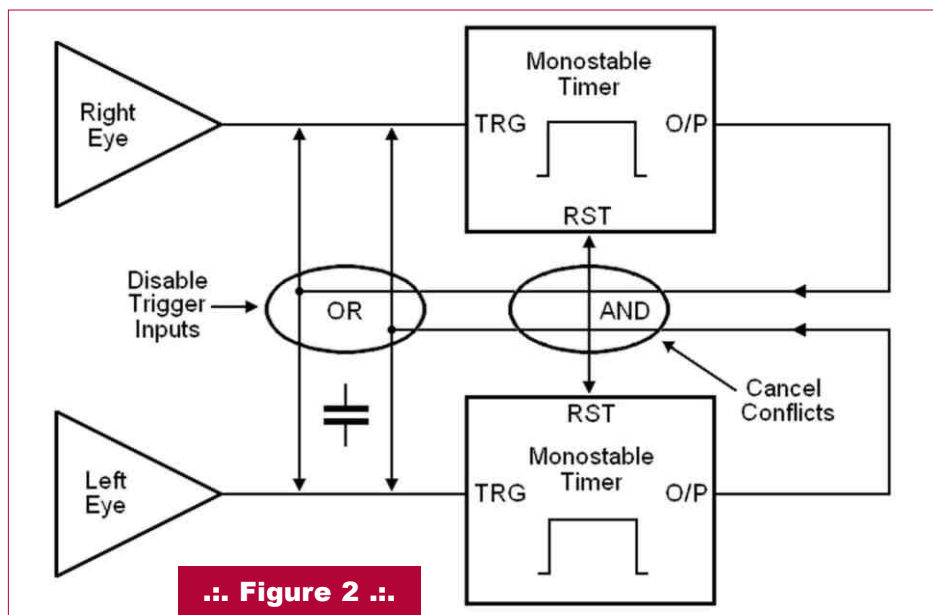 Right
Eye
Monostable
Timer
TRG
O/P
RST
Disable
Trigger
Inputs
OR
AND
Cancel
Conflicts
RST
Monostable
Timer
TRG
O/P
Left
Eye
.:. Figure 2 .:.